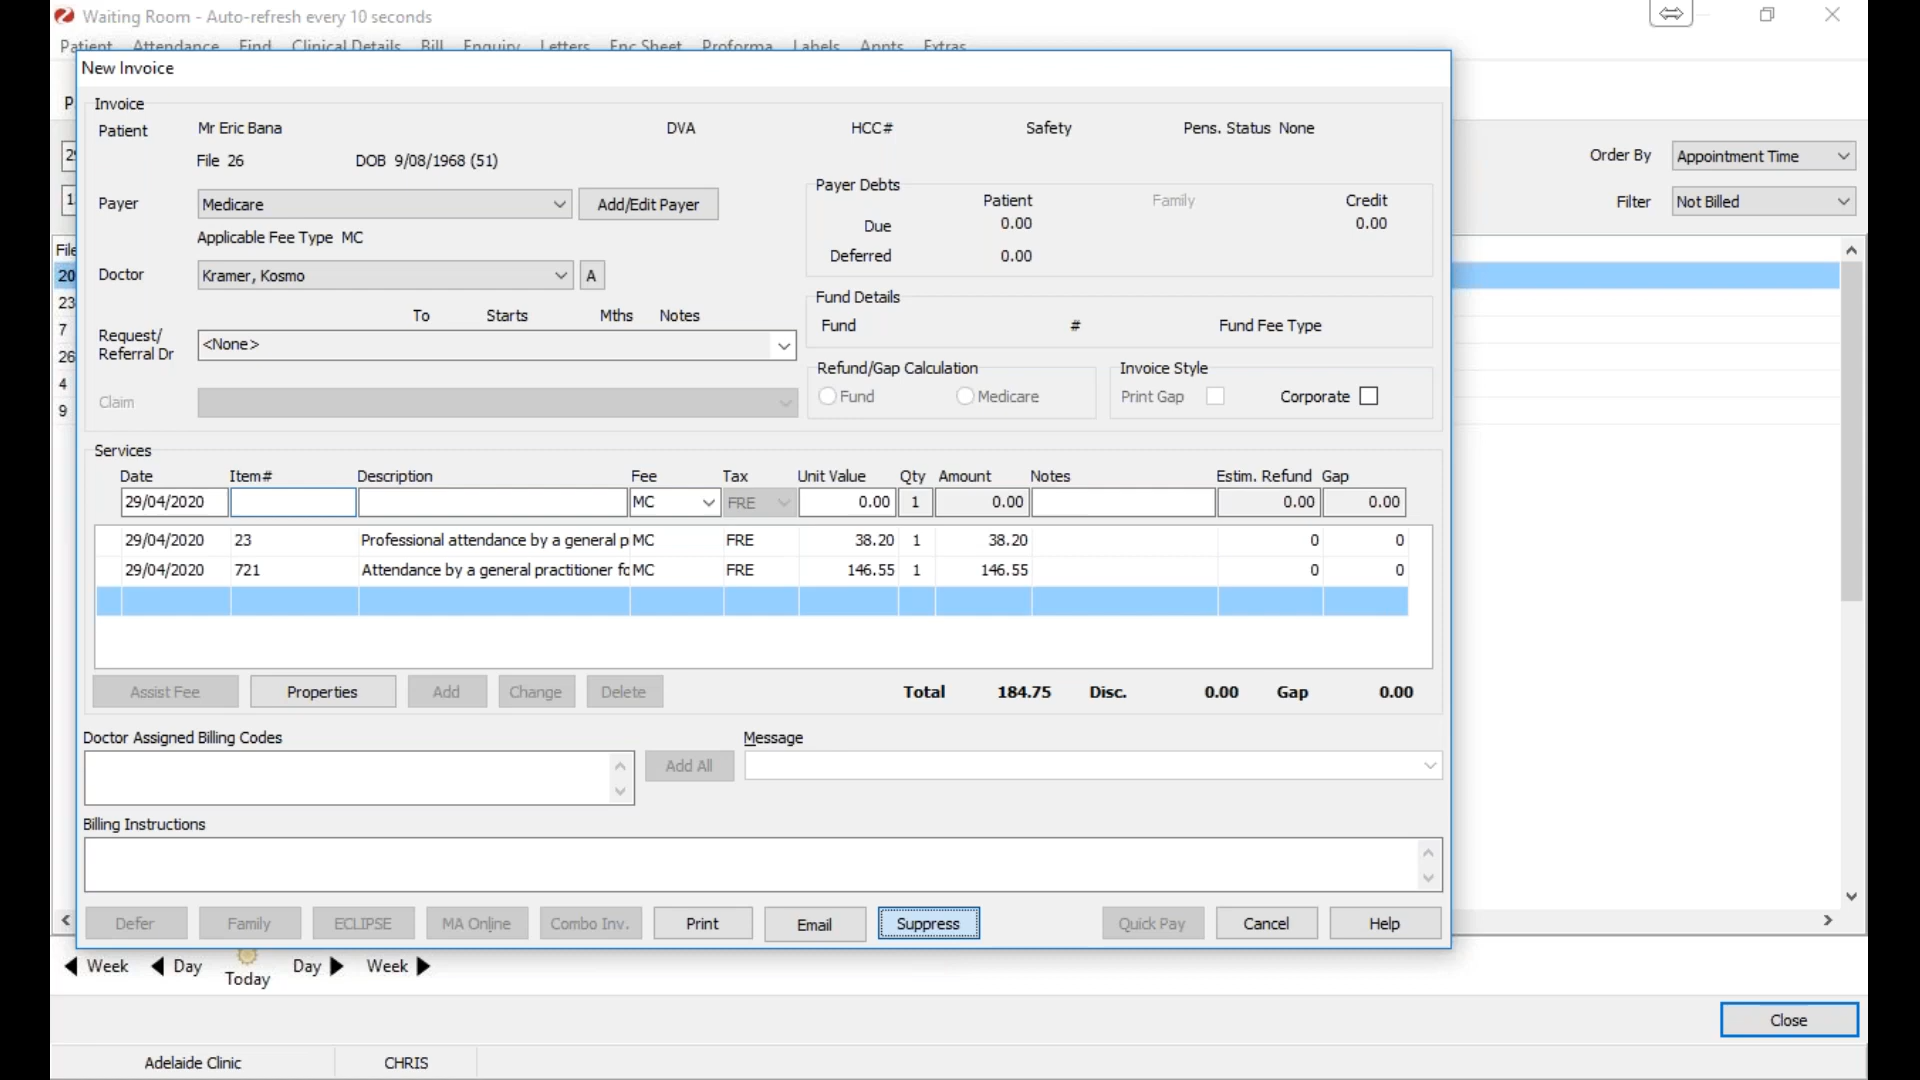 Waiting Room - Auto-refresh every 10 seconds
Patient Attendance Find Clinical Details Bill Enquiry Letters Enc Sheet Proforma Labels Appts Extras
New Invoice
P
Invoice
Patient Mr Eric Bana DVA HCC# Safety Pens. Status None
File 26 DOB 9/08/1968 (51)
Order By Appointment Time
Filter Not Billed
Payer Medicare Add/Edit Payer
Applicable Fee Type MC
Payer Debts
Patient Family Credit
Due 0.00 0.00
Deferred 0.00
Doctor Kramer, Kosmo A
To Starts Mths Notes
Request/
Referral Dr <None>
Claim
Fund Details
Fund # Fund Fee Type
Refund/Gap Calculation
Fund Medicare
Invoice Style
Print Gap Corporate
File
20
23
7
26
4
9
Services
Date Item# Description Fee Tax Unit Value Qty Amount Notes Estim. Refund Gap
29/04/2020 MC FRE 0.00 1 0.00 0.00 0.00
29/04/2020 23 Professional attendance by a general p MC FRE 38.20 1 38.20 0 0
29/04/2020 721 Attendance by a general practitioner fo MC FRE 146.55 1 146.55 0 0
Assist Fee Properties Add Change Delete Total 184.75 Disc. 0.00 Gap 0.00
Doctor Assigned Billing Codes Message
Add All
Billing Instructions
Defer Family ECLIPSE MA Online Combo Inv. Print Email Suppress Quick Pay Cancel Help
Week Day Today Day Week
Close
Adelaide Clinic CHRIS